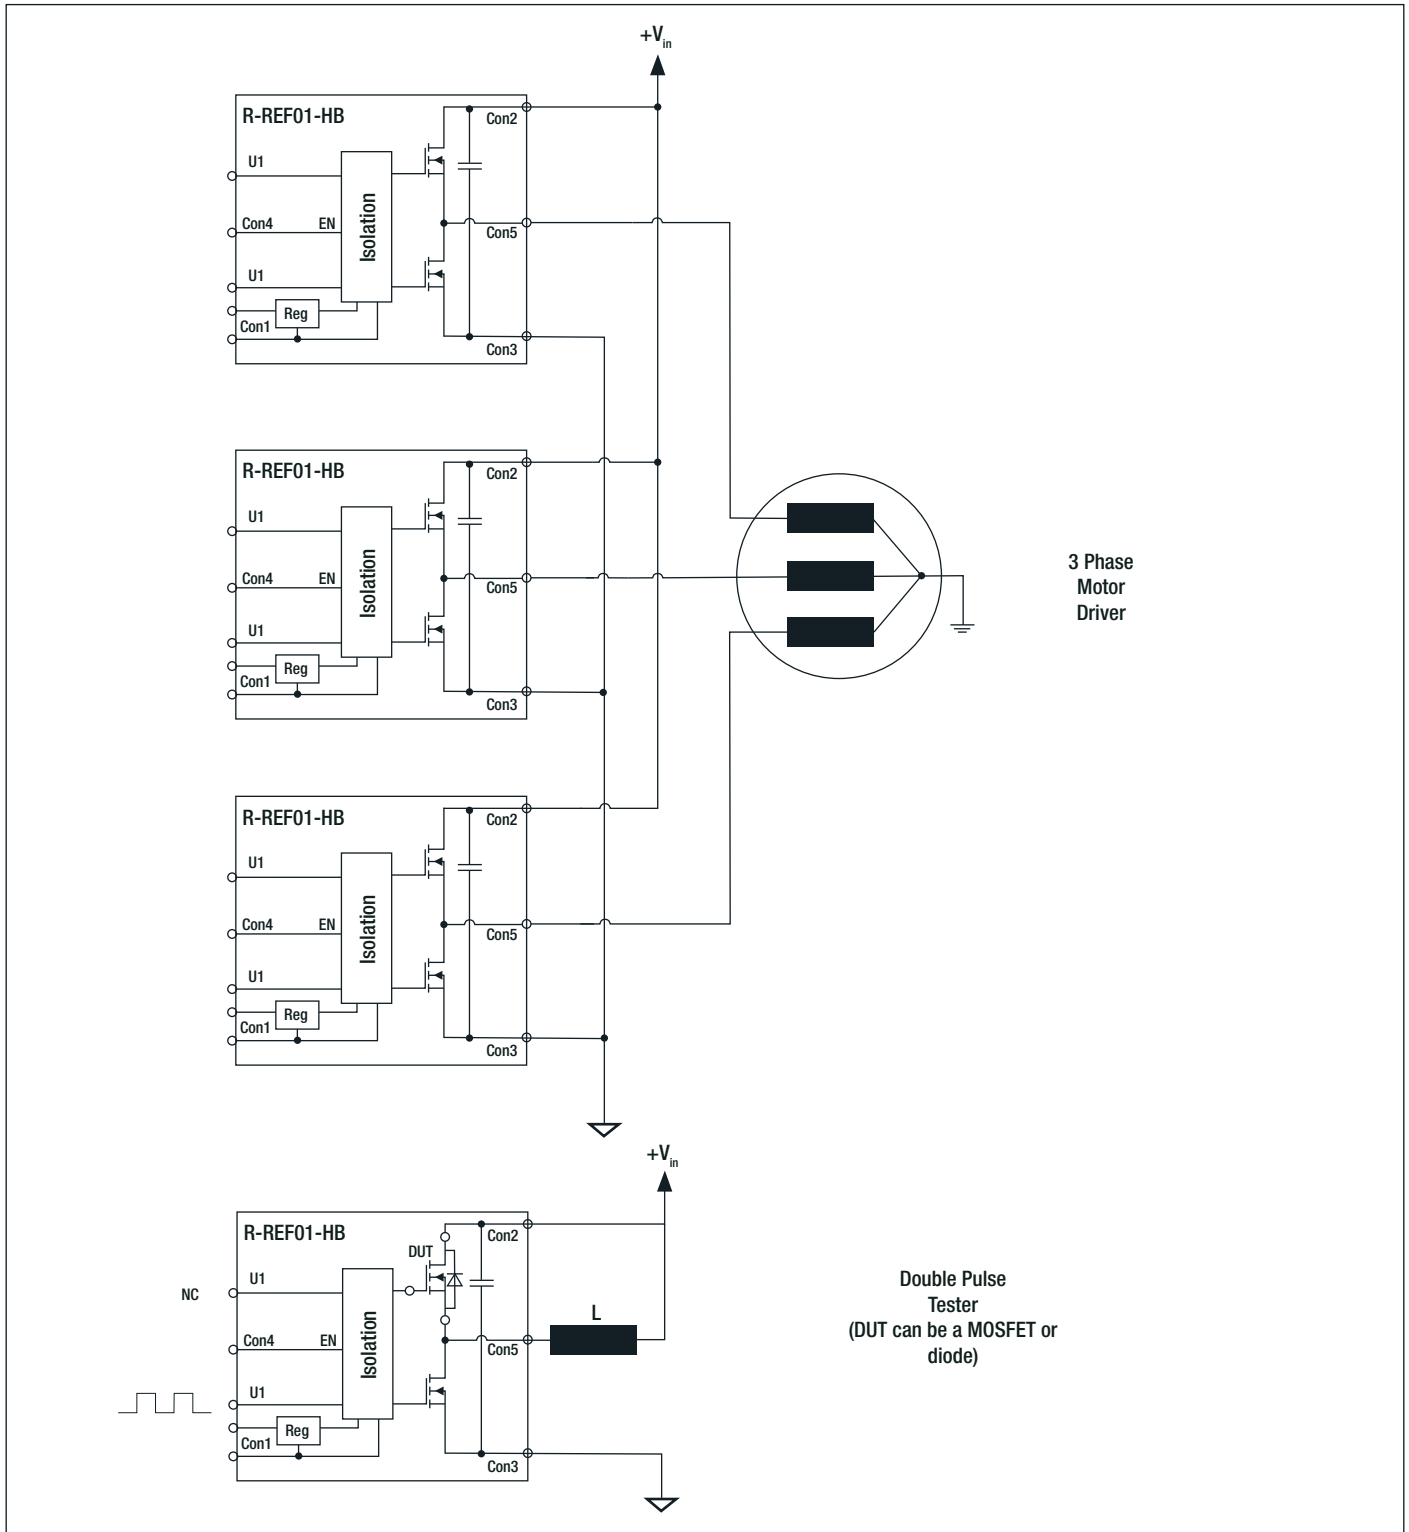 +Vin
R-REF01-HB
Con2
U1
Isolation
Con4
EN
Con5
U1
Reg
Con1
Con3
R-REF01-HB
Con2
U1
Isolation
Con4
EN
Con5
U1
Reg
Con1
Con3
3 Phase
Motor
Driver
R-REF01-HB
Con2
U1
Isolation
Con4
EN
Con5
U1
Reg
Con1
Con3
+Vin
R-REF01-HB
Con2
DUT
U1
NC
Isolation
Con4
EN
Con5
L
U1
Reg
Con1
Con3
Double Pulse
Tester
(DUT can be a MOSFET or
diode)